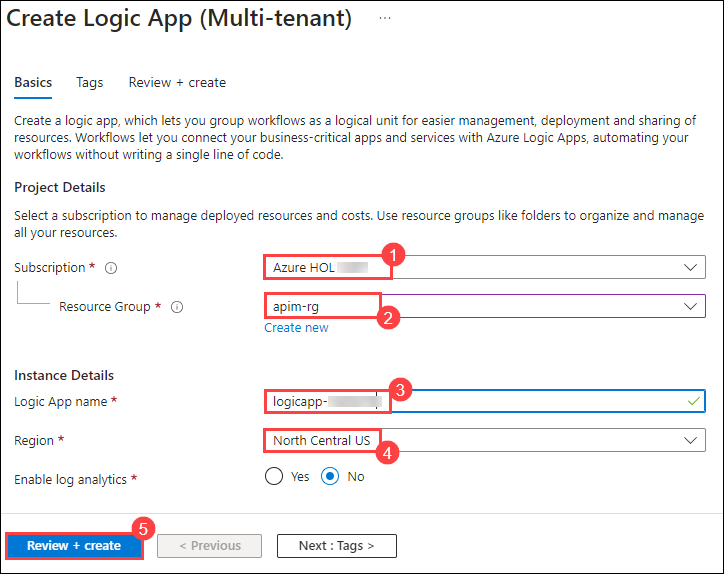 Create Logic App (Multi-tenant) ...
Basics Tags Review + create
Create a logic app, which lets you group workflows as a logical unit for easier management, deployment and sharing of
resources. Workflows let you connect your business-critical apps and services with Azure Logic Apps, automating your
workflows without writing a single line of code.
Project Details
Select a subscription to manage deployed resources and costs. Use resource groups like folders to organize and manage
all your resources.
1
Subscription * Azure HOL
Resource Group * apim-rg
2
Create new
Instance Details
3
Logic App name * logicapp-
Region * North Central US
4
Enable log analytics * Yes No
5
Review + create < Previous Next : Tags >